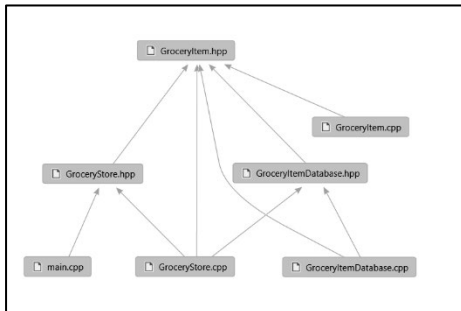 GroceryItem.hpp
GroceryItem.cpp
GroceryStore.hpp
GroceryItemDatabase.hpp
main.cpp
GroceryStore.cpp
GroceryItemDatabase.cpp